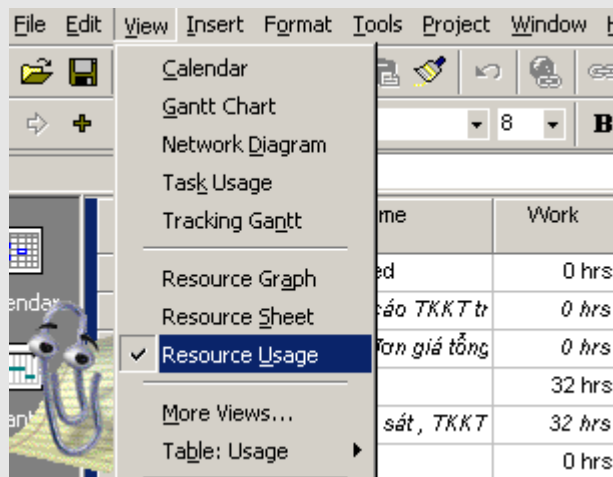 File Edit View Insert Format Tools Project Window
Calendar
Gantt Chart
Network Diagram
8 B
Task Usage
Tracking Gantt
me Work
Resource Graph
ed 0 hrs
endar
Resource Sheet
cáo TKKT tr 0 hrs
Resource Usage
đơn giá tổng 0 hrs
32 hrs
More Views...
ant
sát , TKKT 32 hrs
Table: Usage
0 hrs